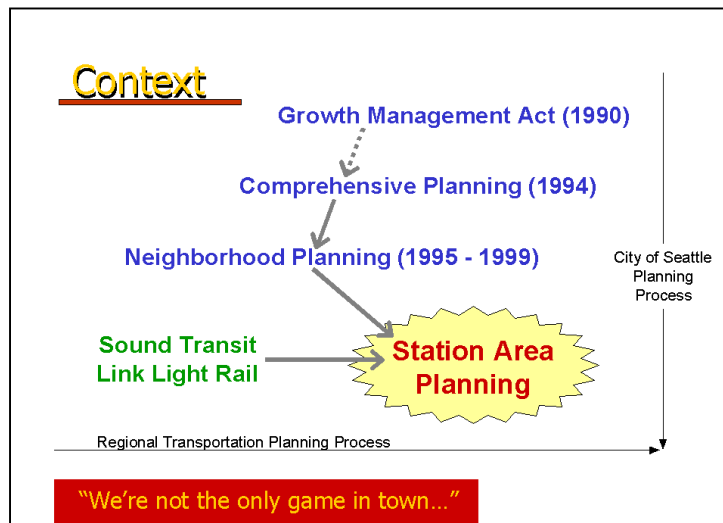 Context
Growth Management Act (1990)
Comprehensive Planning (1994)
Neighborhood Planning (1995 - 1999)
City of Seattle
Planning
Process
Sound Transit
Link Light Rail
Station Area
Planning
Regional Transportation Planning Process
“We’re not the only game in town…”